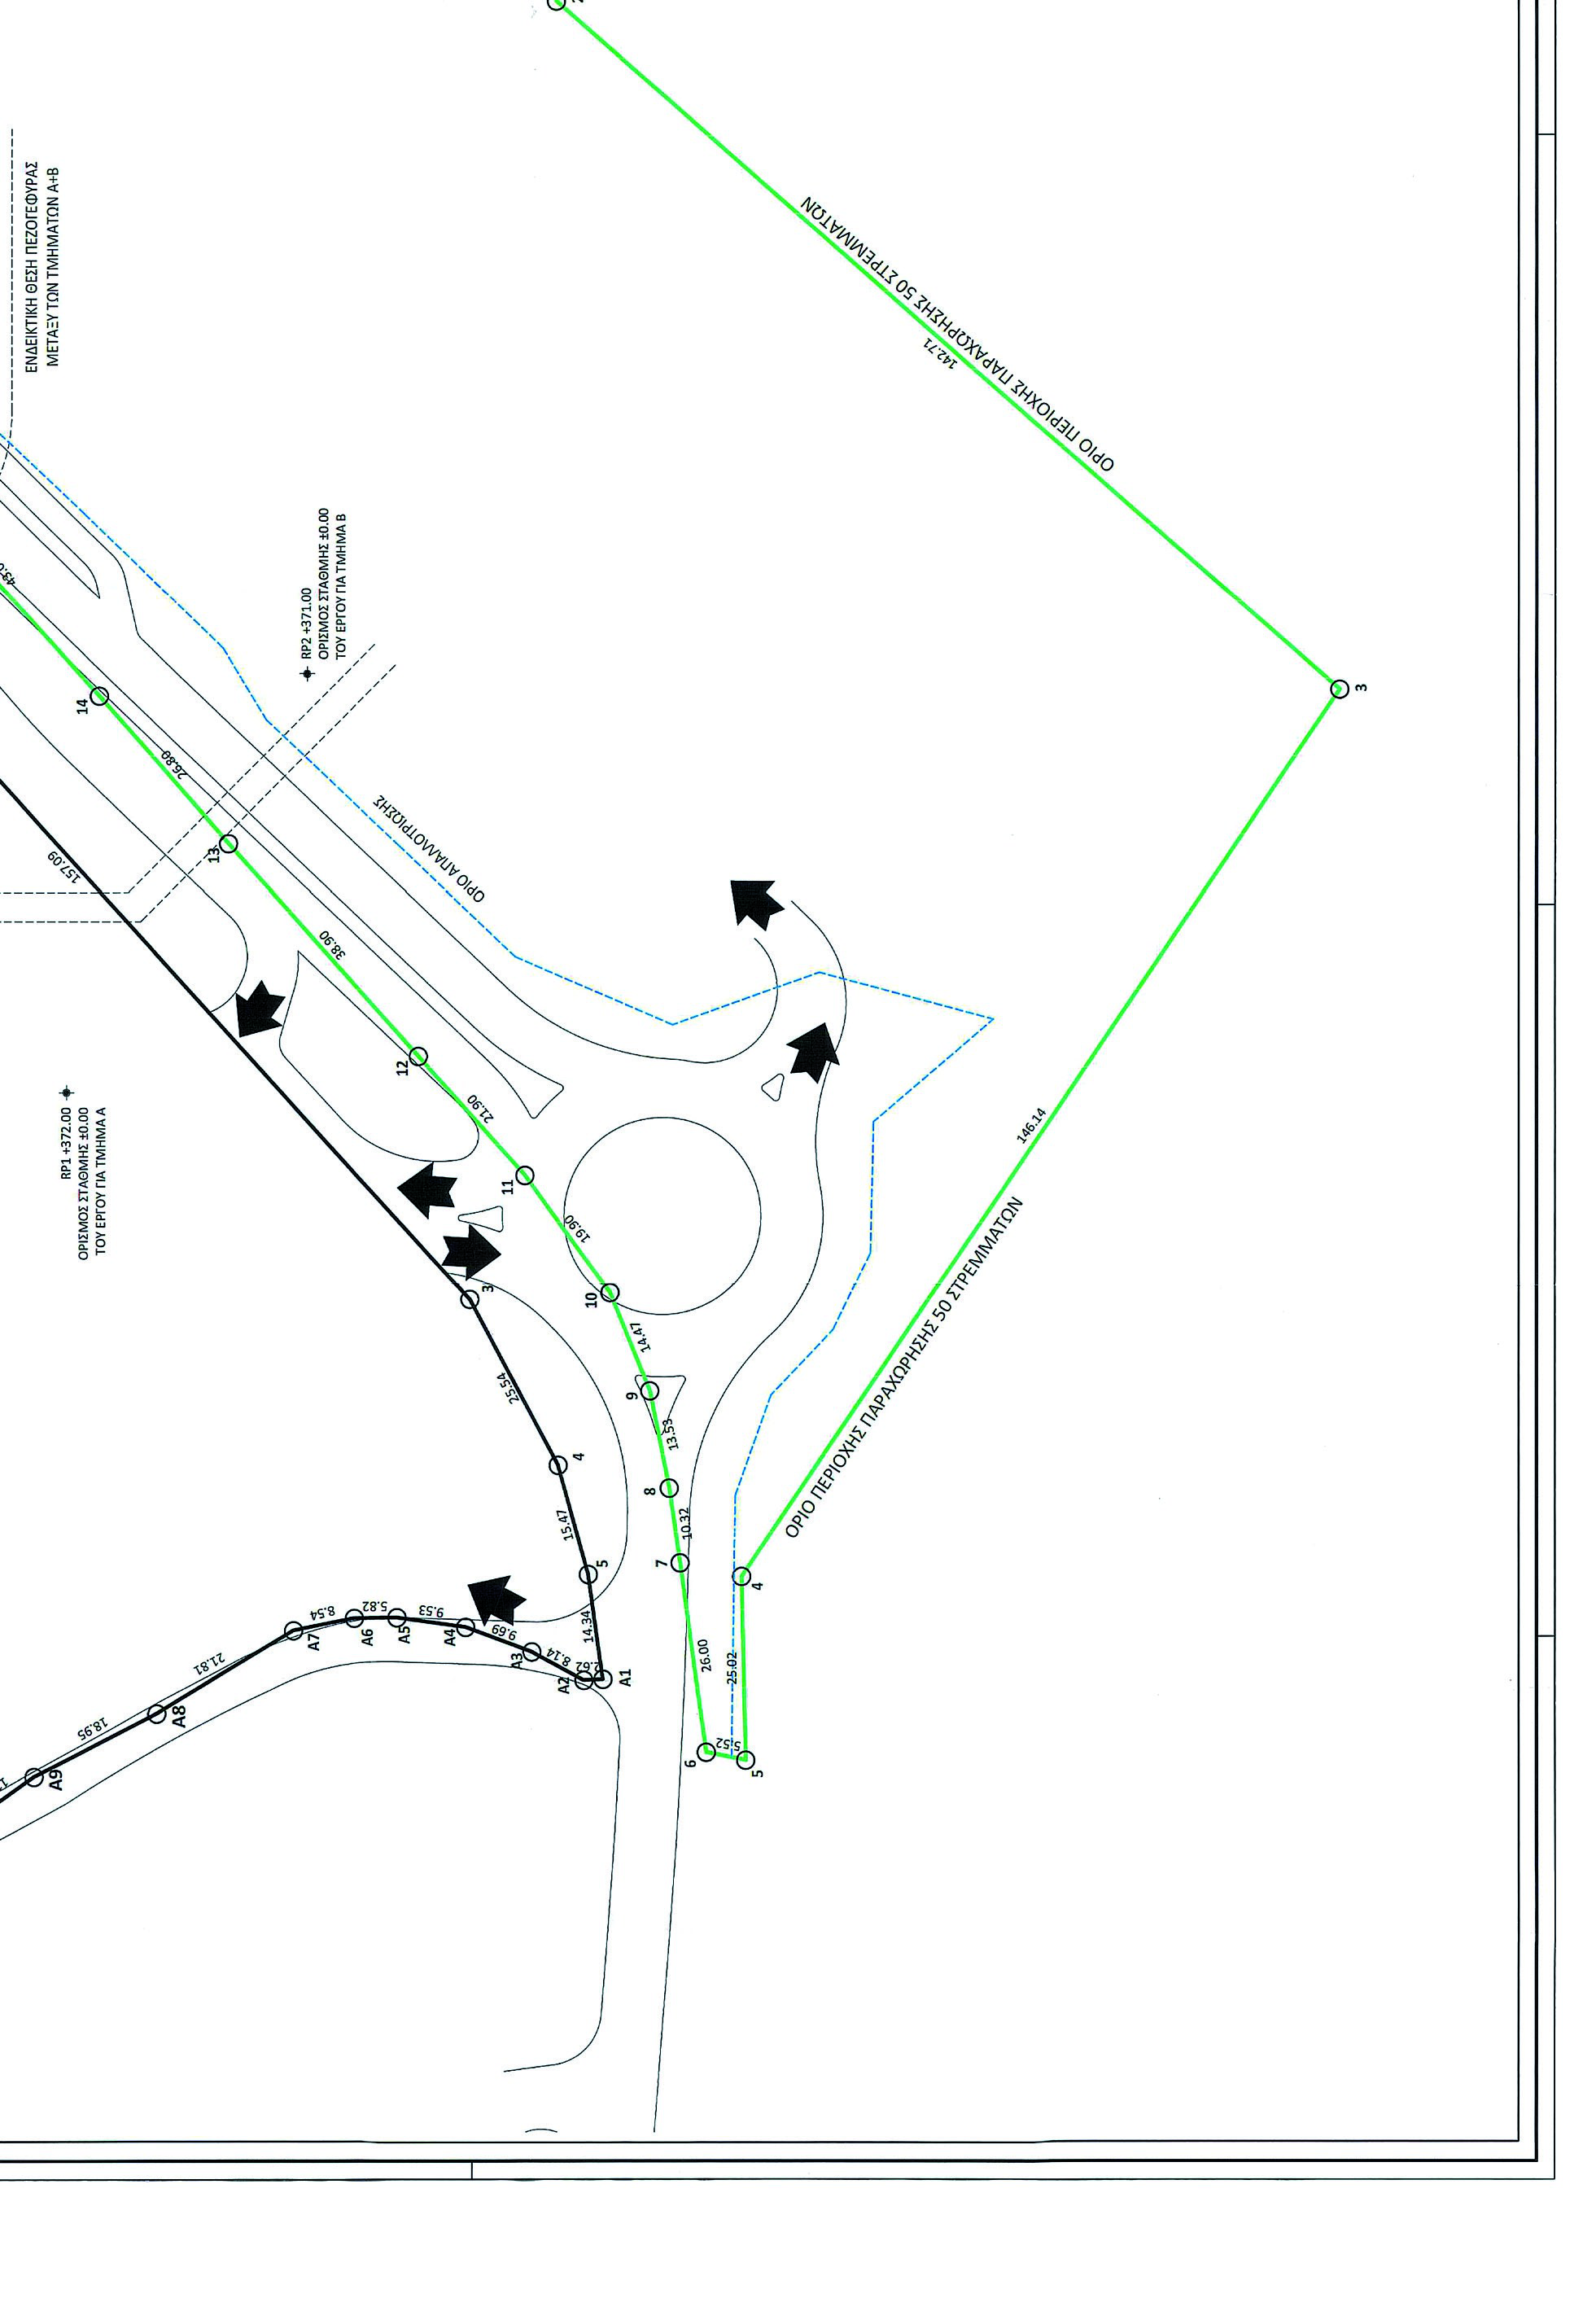 ΕΝΔΕΙΚΤΙΚΗ ΘΕΣΗ ΠΕΖΟΓΕΦΥΡΑΣ
ΜΕΤΑΞΥ ΤΩΝ ΤΜΗΜΑΤΩΝ Α+Β
ΟΡΙΟ ΠΕΡΙΟΧΗΣ ΠΑΡΑΧΩΡΗΣΗΣ 50 ΣΤΡΕΜΜΑΤΩΝ
142.71
RP2 +371.00
ΟΡΙΣΜΟΣ ΣΤΑΘΜΗΣ ±0.00
ΤΟΥ ΕΡΓΟΥ ΓΙΑ ΤΜΗΜΑ Β
14
26.80
13
157.09
ΟΡΙΟ ΑΠΑΛΛΟΤΡΙΩΣΗΣ
38.90
12
21.90
11
19.90
10
14.47
9
13.53
8
10.32
7
26.00
6
5.52
5
25.02
4
146.14
3
ΟΡΙΟ ΠΕΡΙΟΧΗΣ ΠΑΡΑΧΩΡΗΣΗΣ 50 ΣΤΡΕΜΜΑΤΩΝ
RP1 +372.00
ΟΡΙΣΜΟΣ ΣΤΑΘΜΗΣ ±0.00
ΤΟΥ ΕΡΓΟΥ ΓΙΑ ΤΜΗΜΑ Α
3
25.54
4
15.47
5
14.34
A1
A2
8.14
A3
9.69
A4
9.53
A5
5.82
A6
8.54
A7
21.81
A8
18.95
A9